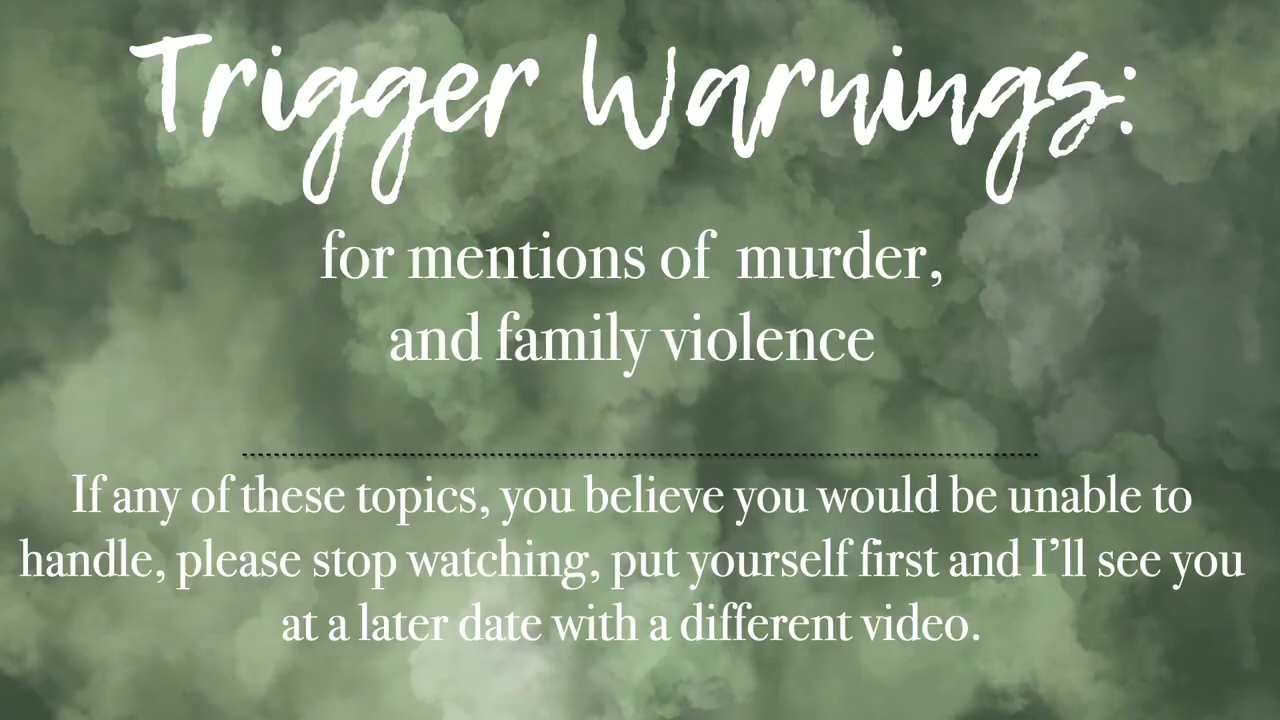 Trigger Warnings:
for mentions of murder,
and family violence
If any of these topics, you believe you would be unable to
handle, please stop watching, put yourself first and I’ll see you
at a later date with a different video.